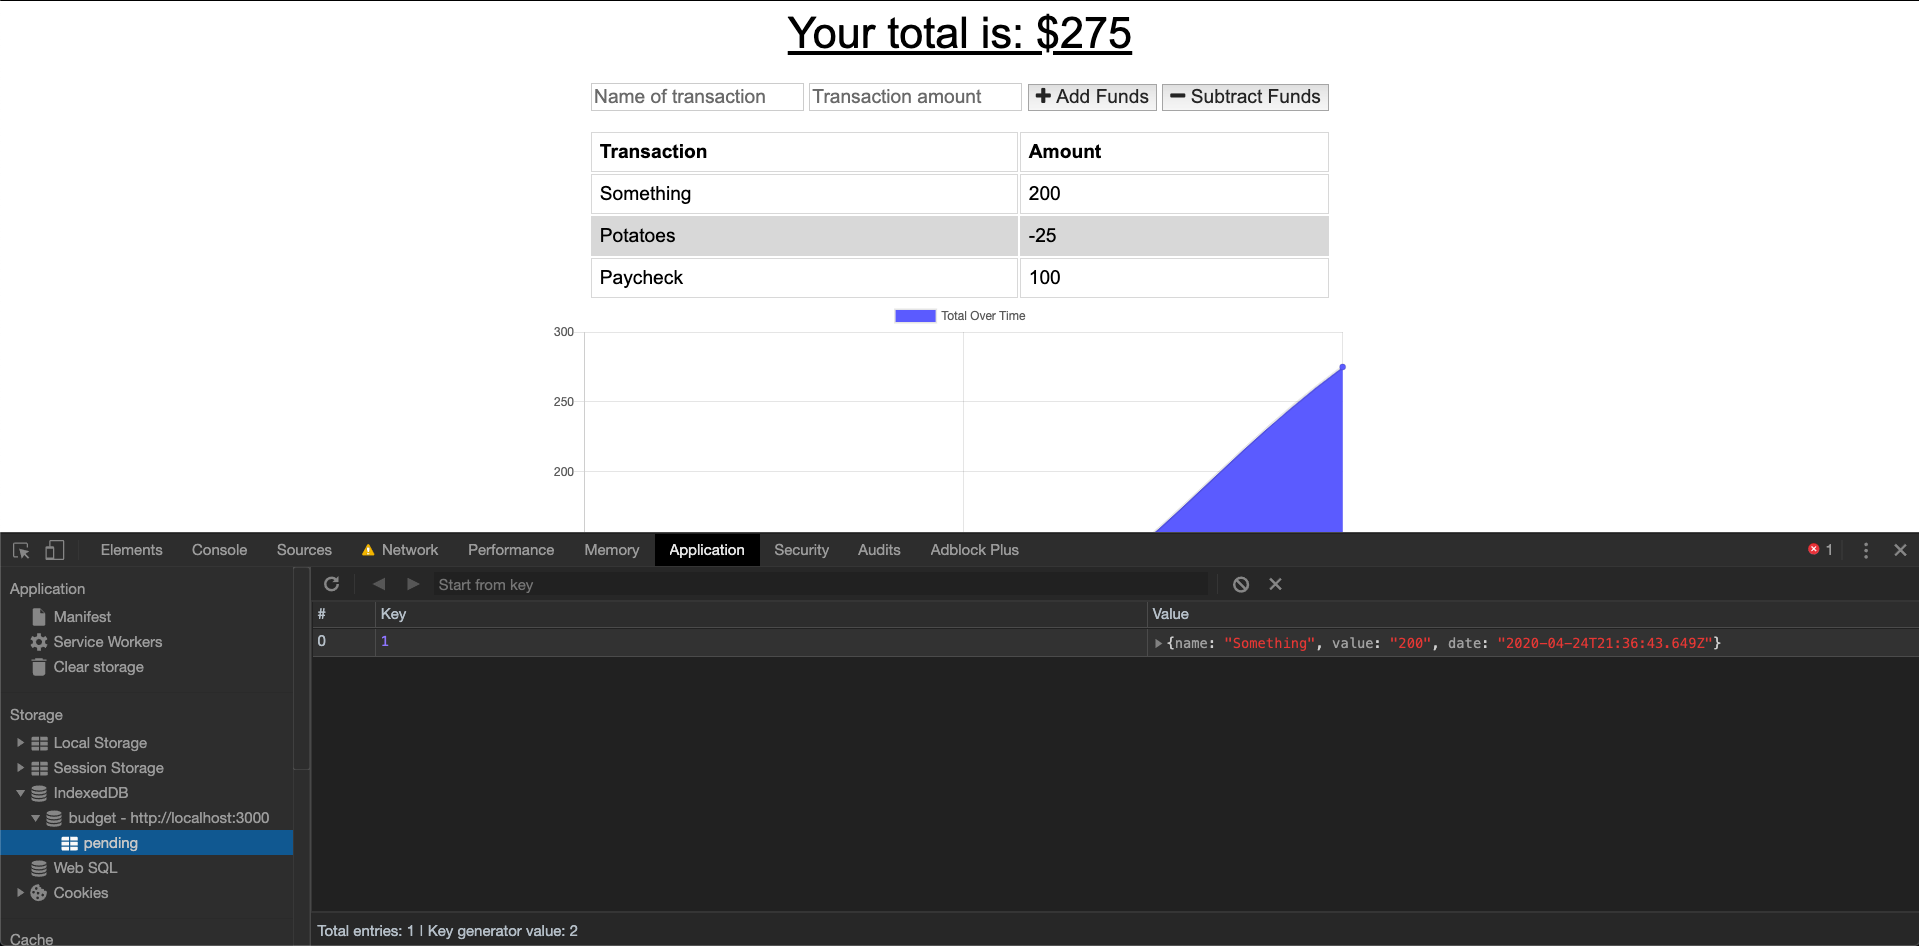 Your total is: $275
Name of transaction Transaction amount Add Funds Subtract Funds
Transaction Amount
Something 200
Potatoes -25
Paycheck 100
Total Over Time
300
250
200
Elements Console Sources Network Performance Memory Application Security Audits Adblock Plus 1
Application
Manifest
Service Workers
Clear storage
Storage
Local Storage
Session Storage
IndexedDB
budget - http://localhost:3000
pending
Web SQL
Cookies
Cache
Start from key
# Key Value
0 1 {name: "Something", value: "200", date: "2020-04-24T21:36:43.649Z"}
Total entries: 1 | Key generator value: 2